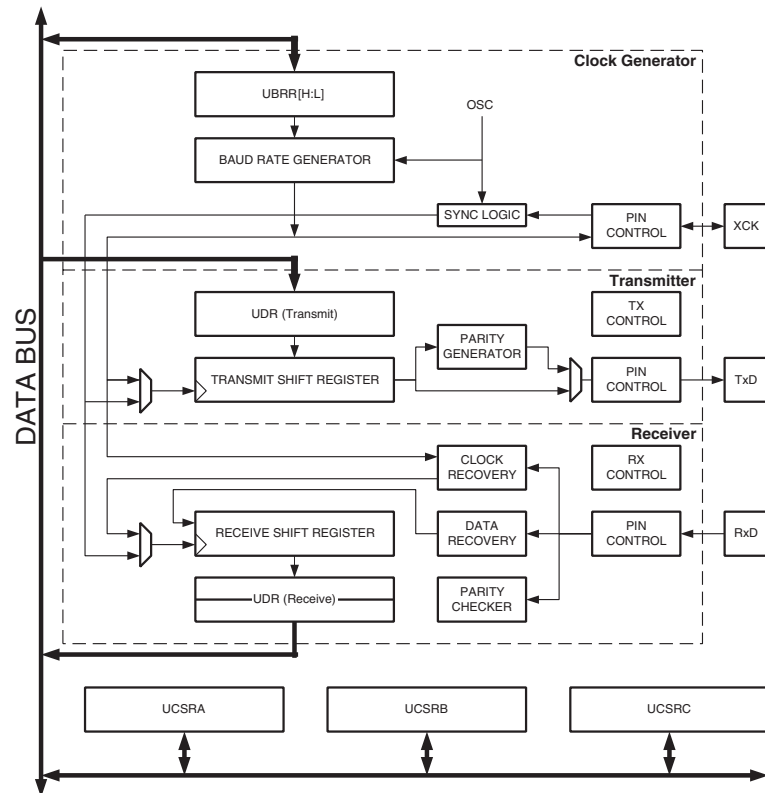 Clock Generator
UBRR[H:L]
OSC
BAUD RATE GENERATOR
SYNC LOGIC
PIN
CONTROL
XCK
Transmitter
UDR (Transmit)
TX
CONTROL
PARITY
GENERATOR
TRANSMIT SHIFT REGISTER
PIN
CONTROL
TxD
DATA BUS
Receiver
CLOCK
RECOVERY
RX
CONTROL
RECEIVE SHIFT REGISTER
DATA
RECOVERY
PIN
CONTROL
RxD
UDR (Receive)
PARITY
CHECKER
UCSRA
UCSRB
UCSRC